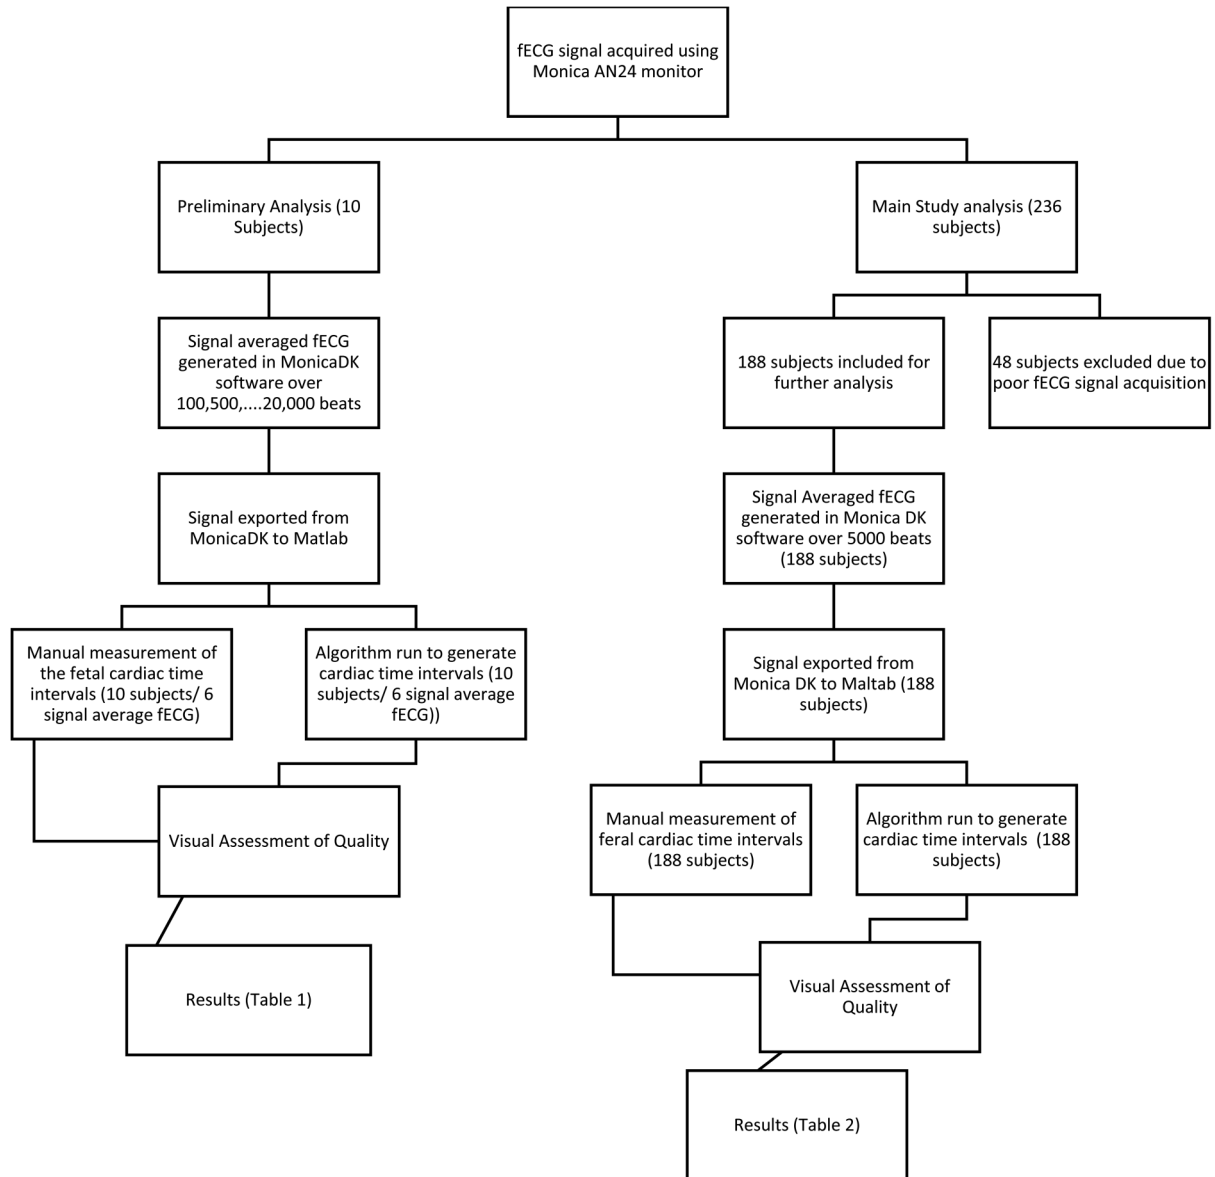 fECG signal acquired using
Monica AN24 monitor
Preliminary Analysis (10
Subjects)
Main Study analysis (236
subjects)
Signal averaged fECG
generated in MonicaDK
software over
100,500,....20,000 beats
188 subjects included for
further analysis
48 subjects excluded due to
poor fECG signal acquisition
Signal exported from
MonicaDK to Matlab
Signal Averaged fECG
generated in Monica DK
software over 5000 beats
(188 subjects)
Manual measurement of
the fetal cardiac time
intervals (10 subjects/ 6
signal average fECG)
Algorithm run to generate
cardiac time intervals (10
subjects/ 6 signal average
fECG))
Signal exported from
Monica DK to Maltab (188
subjects)
Visual Assessment of Quality
Manual measurement of
feral cardiac time intervals
(188 subjects)
Algorithm run to generate
cardiac time intervals  (188
subjects)
Results (Table 1)
Visual Assessment of
Quality
Results (Table 2)